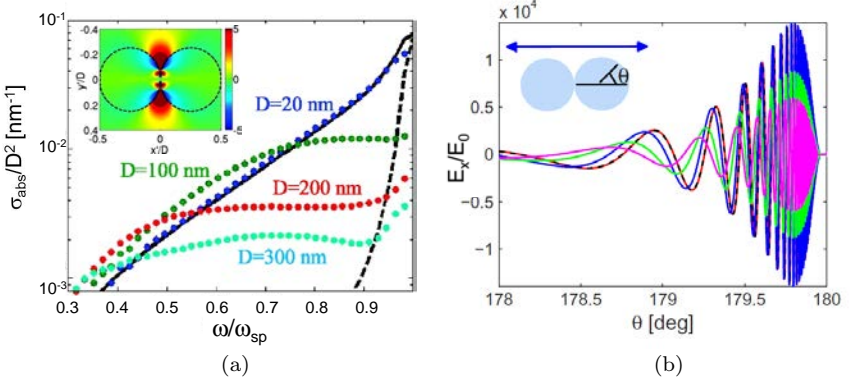 -0.4
-0.2
0
0.2
0.4
y'/D
-0.5 0 0.5
x'/D
5
0
-5
D=20 nm
D=100 nm
D=200 nm
D=300 nm
10⁻¹
10⁻²
10⁻³
σabs/D² [nm⁻¹]
0.3 0.4 0.5 0.6 0.7 0.8 0.9
ω/ωsp
(a)
x 10⁴
1
0.5
0
−0.5
−1
Ex/E0
θ
178 178.5 179 179.5 180
θ [deg]
(b)